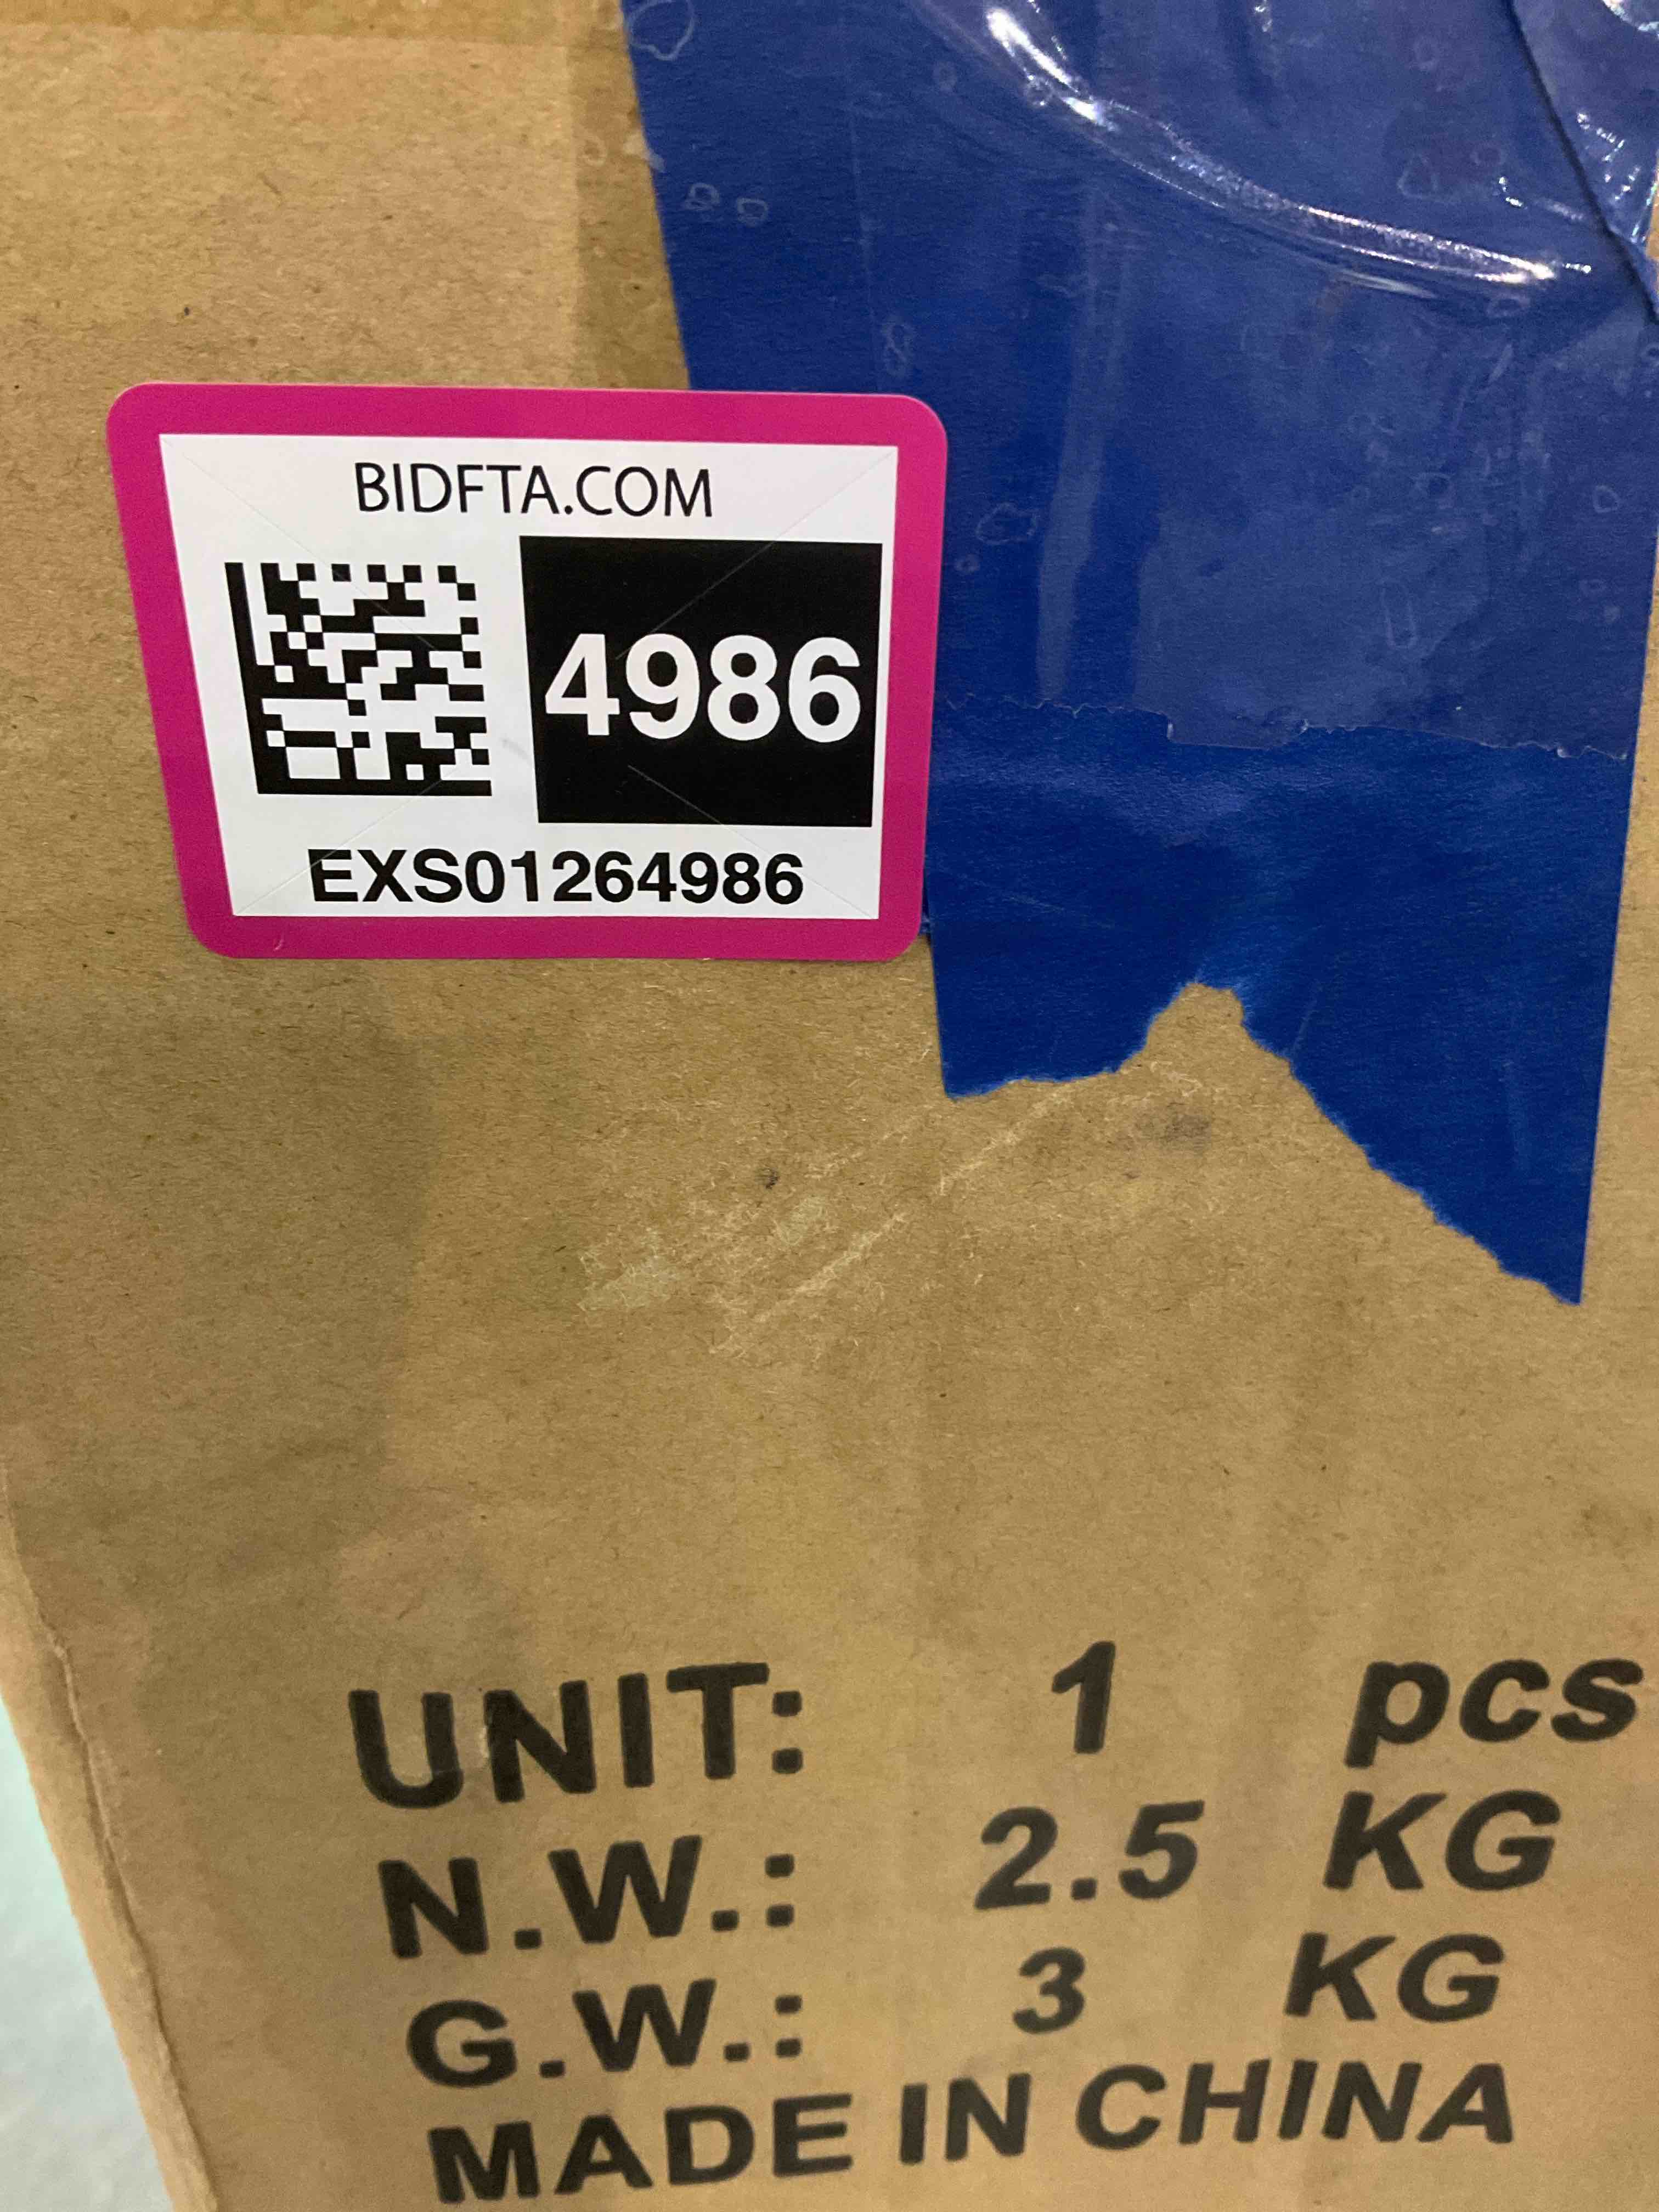 BIDFTA.COM
4986
EXS01264986
UNIT: 1 pcs
N.W.: 2.5 KG
G.W.: 3 KG
MADE IN CHINA